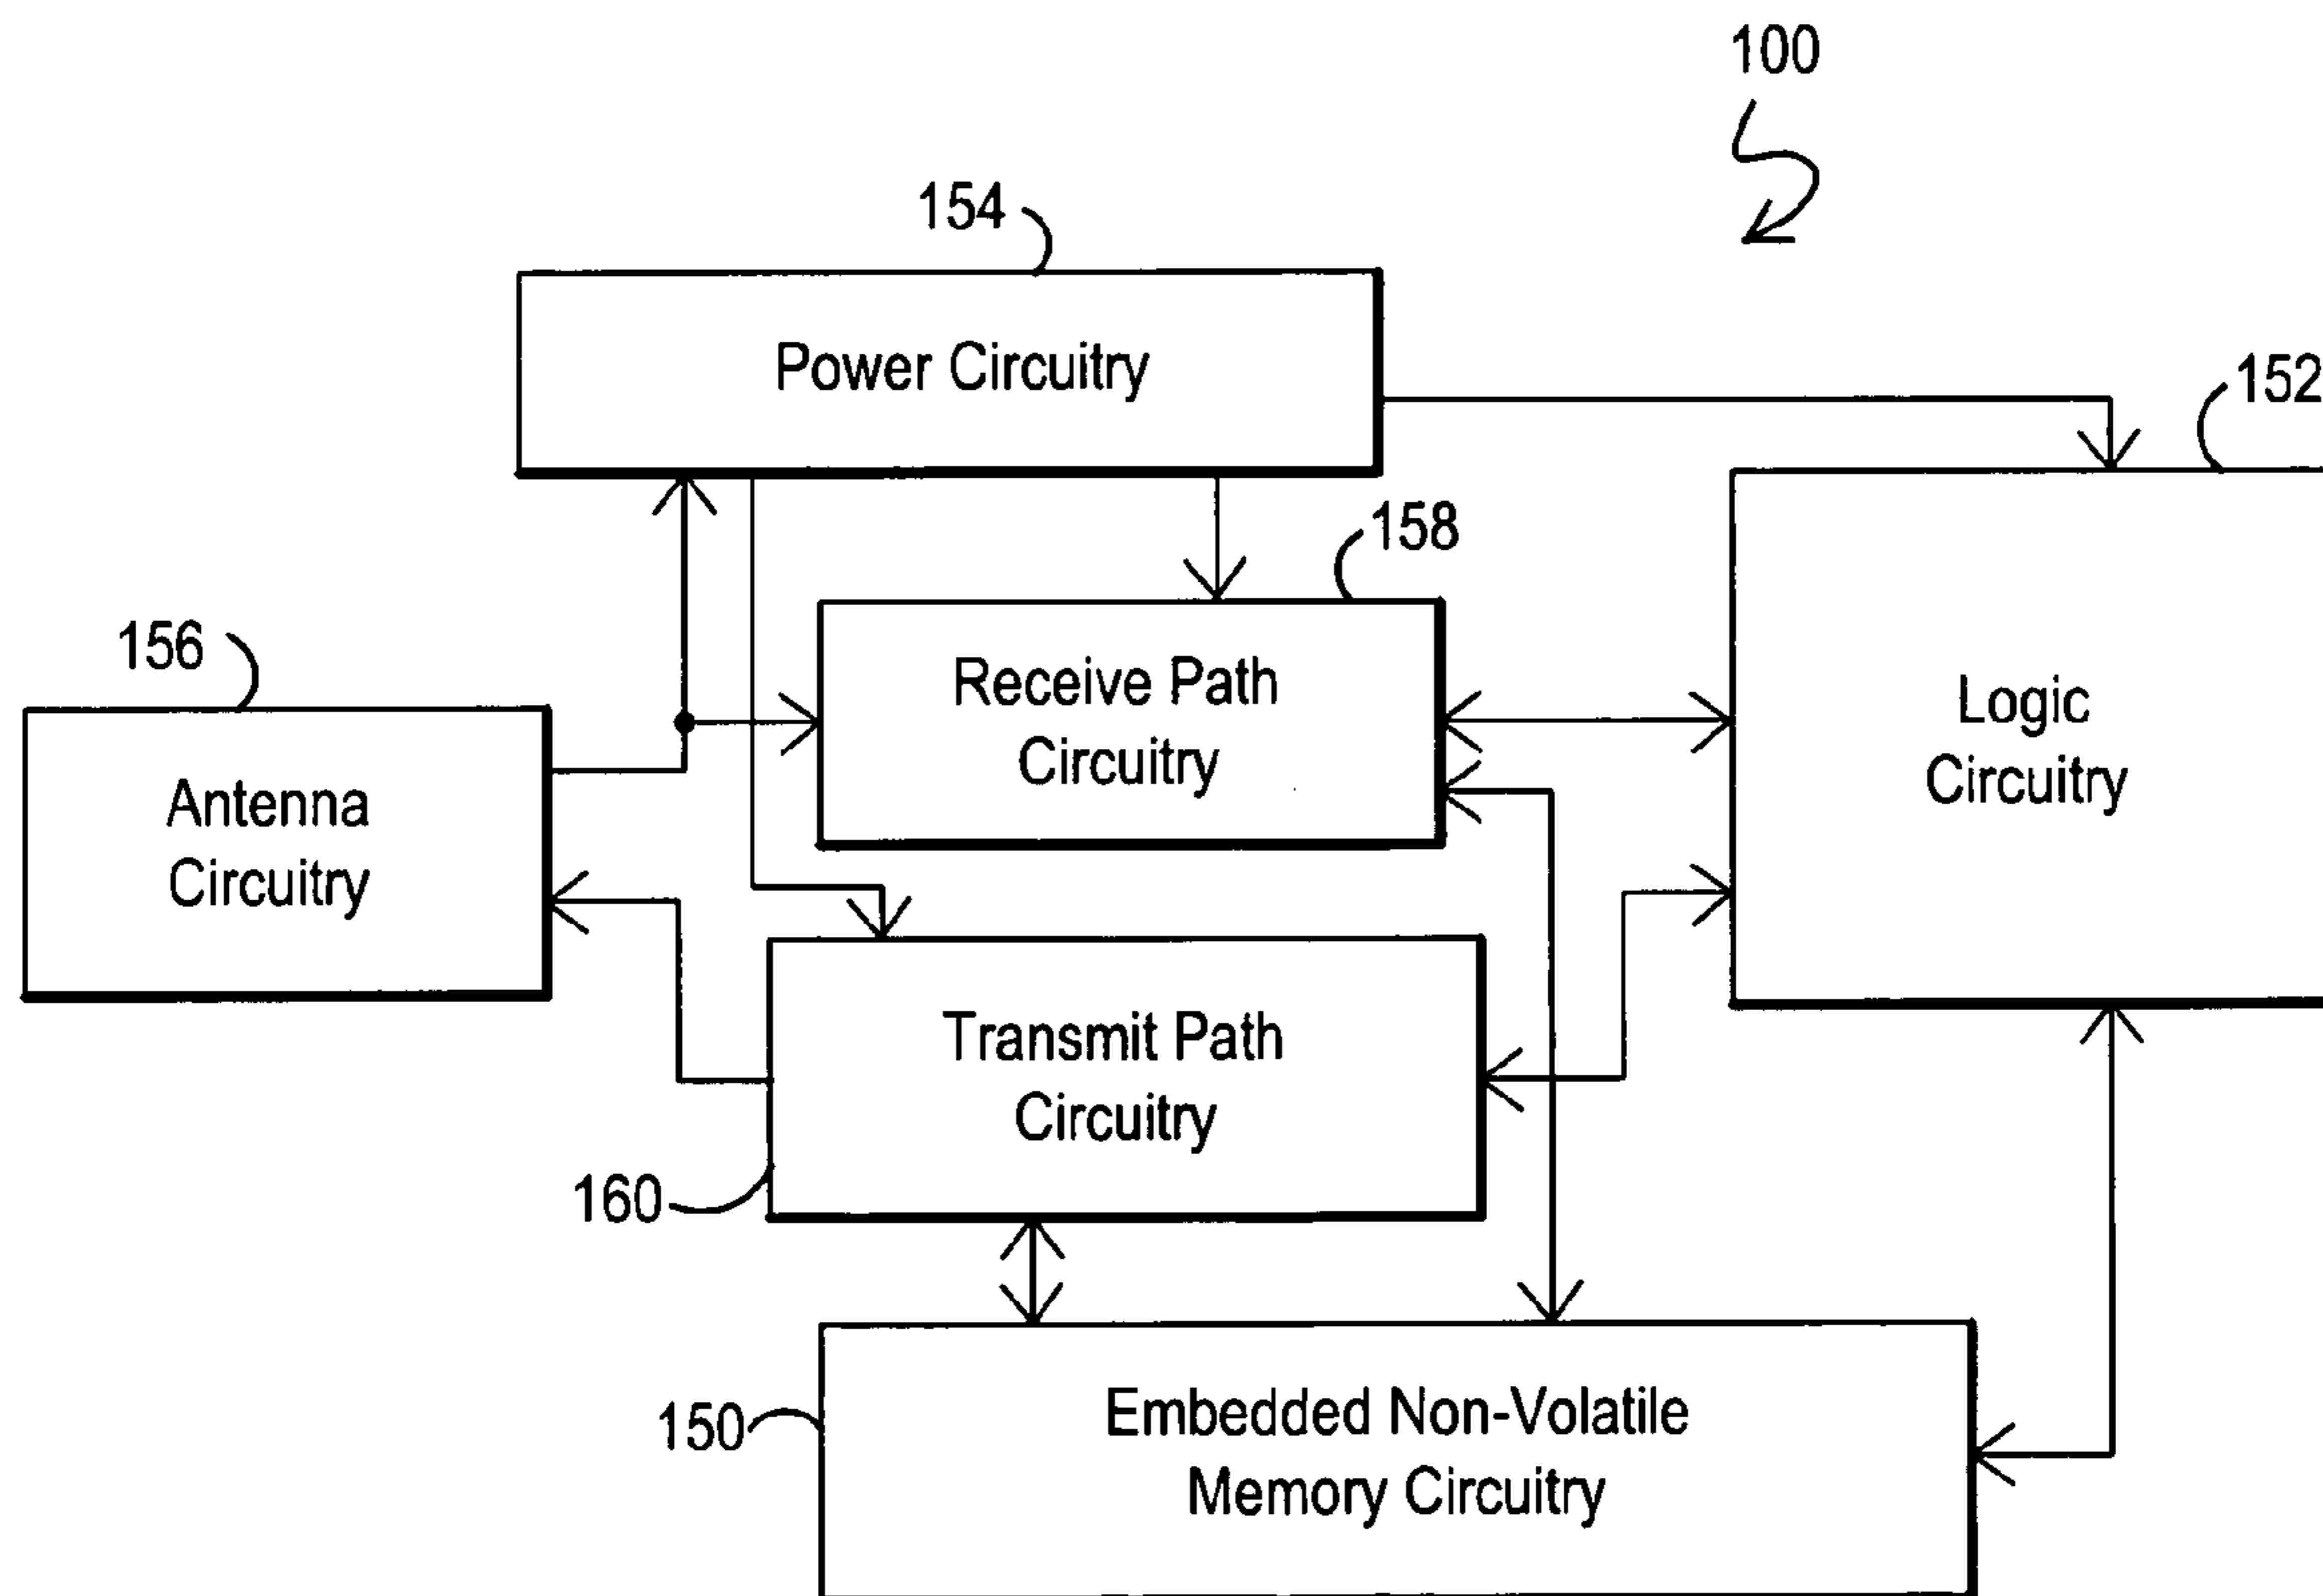 100
154
Power Circuitry
152
158
156
Receive Path
Circuitry
Logic
Circuitry
Antenna
Circuitry
Transmit Path
Circuitry
160
150
Embedded Non-Volatile
Memory Circuitry